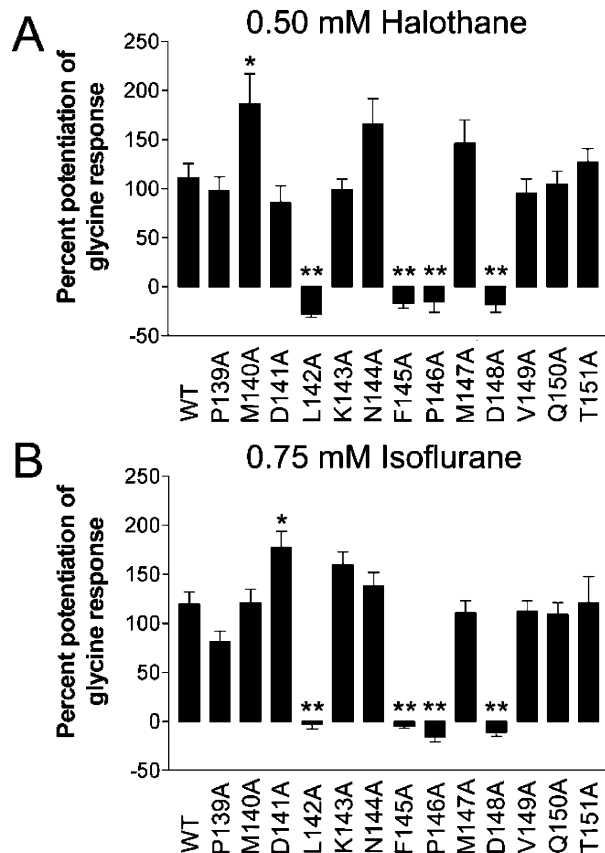 A
0.50 mM Halothane
Percent potentiation of
glycine response
250
200
150
100
50
0
-50
*
**
**
**
**
WT
P139A
M140A
D141A
L142A
K143A
N144A
F145A
P146A
M147A
D148A
V149A
Q150A
T151A
B
0.75 mM Isoflurane
Percent potentiation of
glycine response
250
200
150
100
50
0
-50
*
**
**
**
**
WT
P139A
M140A
D141A
L142A
K143A
N144A
F145A
P146A
M147A
D148A
V149A
Q150A
T151A